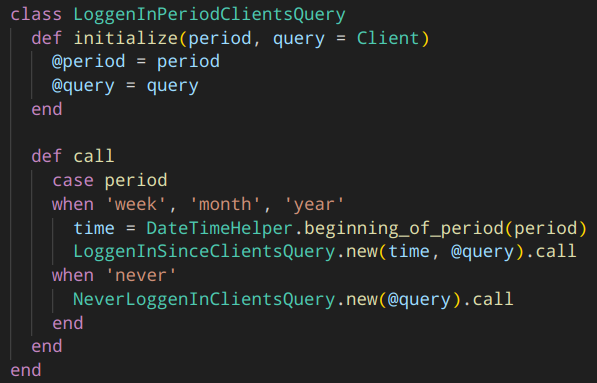 class LoggenInPeriodClientsQuery
  def initialize(period, query = Client)
    @period = period
    @query = query
  end

  def call
    case period
    when 'week', 'month', 'year'
      time = DateTimeHelper.beginning_of_period(period)
      LoggenInSinceClientsQuery.new(time, @query).call
    when 'never'
      NeverLoggenInClientsQuery.new(@query).call
    end
  end
end